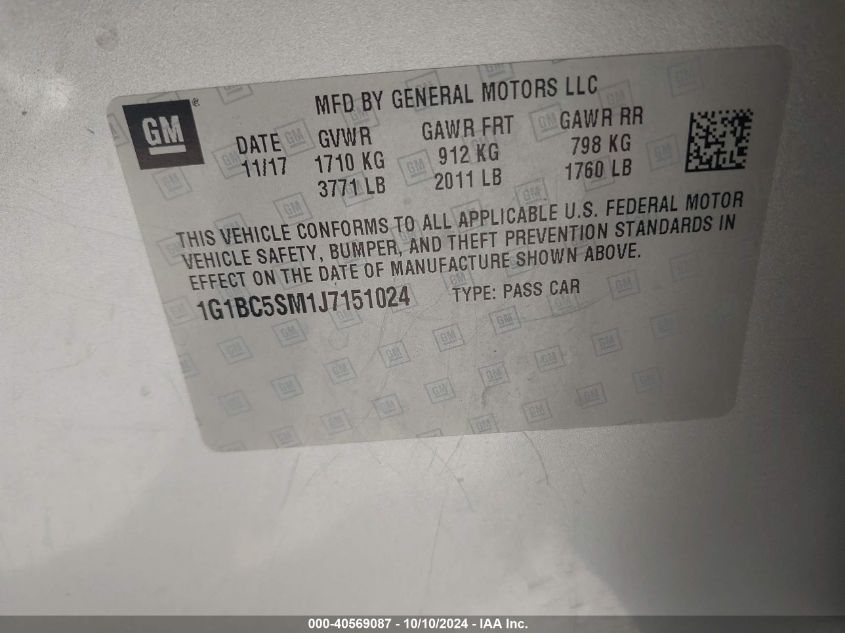 GM®
MFD BY GENERAL MOTORS LLC
DATE GVWR GAWR FRT GAWR RR
11/17 1710 KG 912 KG 798 KG
3771 LB 2011 LB 1760 LB
THIS VEHICLE CONFORMS TO ALL APPLICABLE U.S. FEDERAL MOTOR
VEHICLE SAFETY, BUMPER, AND THEFT PREVENTION STANDARDS IN
EFFECT ON THE DATE OF MANUFACTURE SHOWN ABOVE.
1G1BC5SM1J7151024 TYPE: PASS CAR
000-40569087 - 10/10/2024 - IAA Inc.